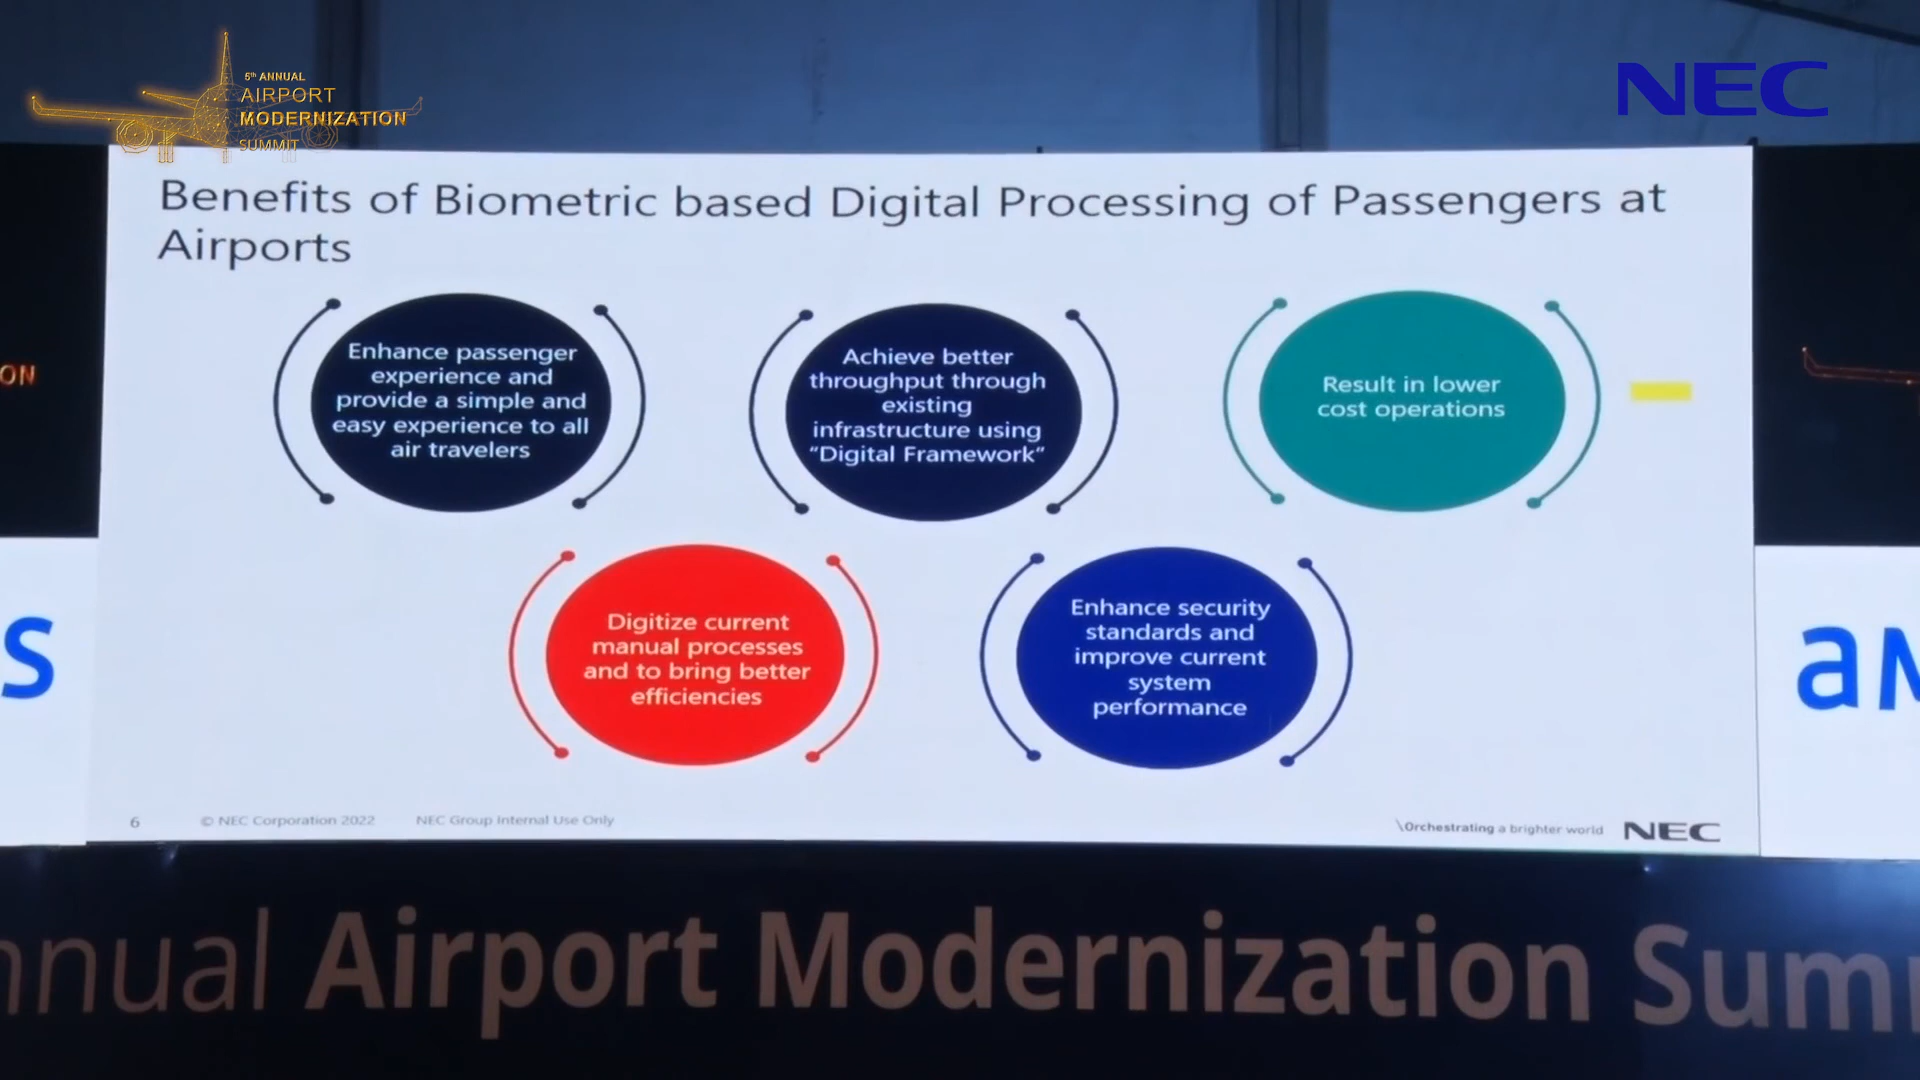 5th ANNUAL
AIRPORT
MODERNIZATION
SUMMIT
NEC
Benefits of Biometric based Digital Processing of Passengers at
Airports
Enhance passenger
experience and
provide a simple and
easy experience to all
air travelers
Achieve better
throughput through
existing
infrastructure using
“Digital Framework”
Result in lower
cost operations
Digitize current
manual processes
and to bring better
efficiencies
Enhance security
standards and
improve current
system
performance
6
© NEC Corporation 2022
NEC Group Internal Use Only
\Orchestrating a brighter world
NEC
ON
s
nnual Airport Modernization Summ